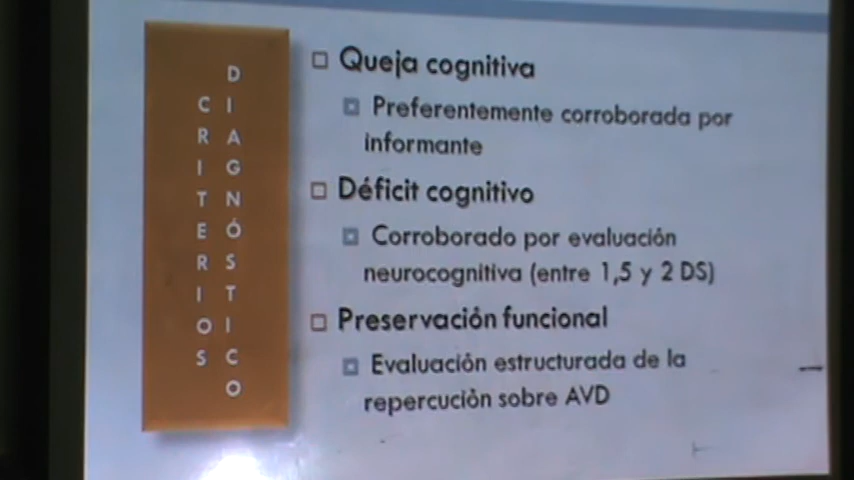 CRITERIOS
DIAGNÓSTICO
Queja cognitiva
Preferentemente corroborada por
informante
Déficit cognitivo
Corroborado por evaluación
neurocognitiva (entre 1,5 y 2 DS)
Preservación funcional
Evaluación estructurada de la
repercución sobre AVD